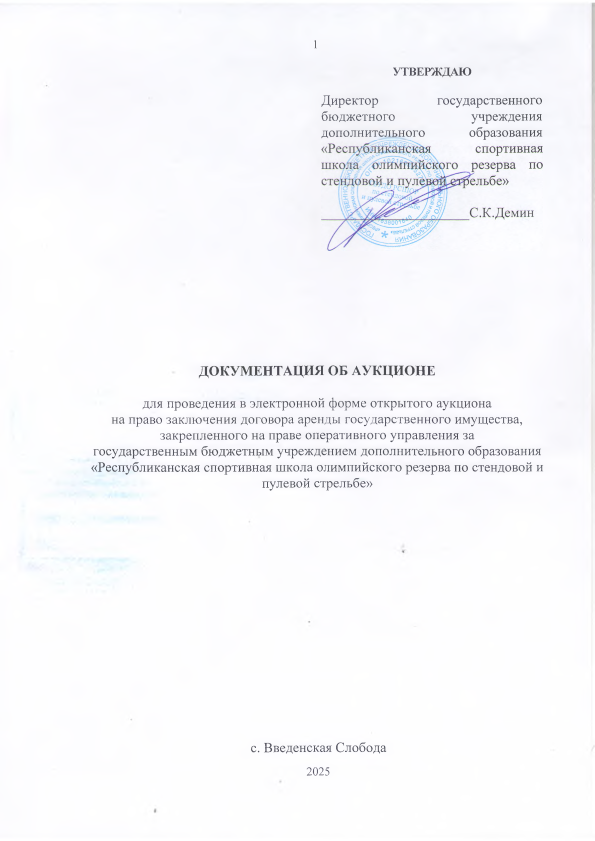 1
УТВЕРЖДАЮ
Директор государственного
бюджетного учреждения
дополнительного образования
«Республиканская спортивная
школа олимпийского резерва по
стендовой и пулевой стрельбе»
С.К.Демин
ДОКУМЕНТАЦИЯ ОБ АУКЦИОНЕ
для проведения в электронной форме открытого аукциона
на право заключения договора аренды государственного имущества,
закрепленного на праве оперативного управления за
государственным бюджетным учреждением дополнительного образования
«Республиканская спортивная школа олимпийского резерва по стендовой и
пулевой стрельбе»
с. Введенская Слобода
2025